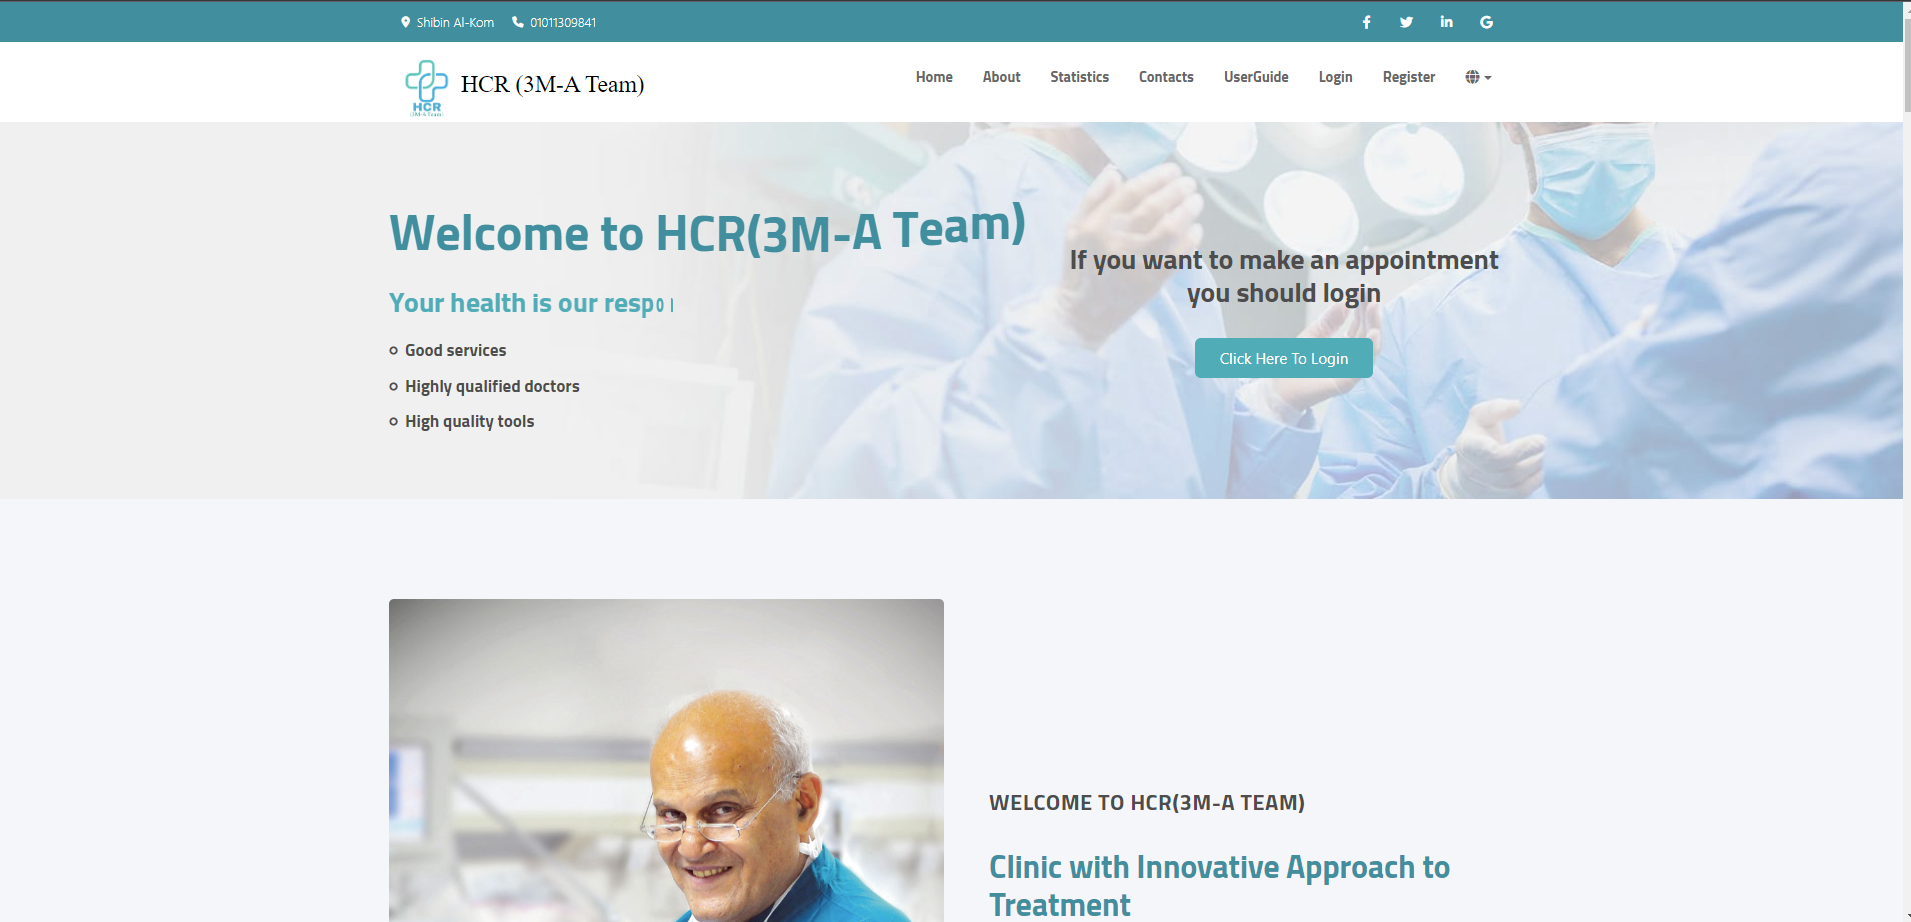 Shibin Al-Kom 01011309841
HCR
(3M-A Team)
HCR (3M-A Team)
Home About Statistics Contacts UserGuide Login Register
Welcome to HCR(3M-A Team)
Your health is our respo
Good services
Highly qualified doctors
High quality tools
If you want to make an appointment
you should login
Click Here To Login
WELCOME TO HCR(3M-A TEAM)
Clinic with Innovative Approach to
Treatment